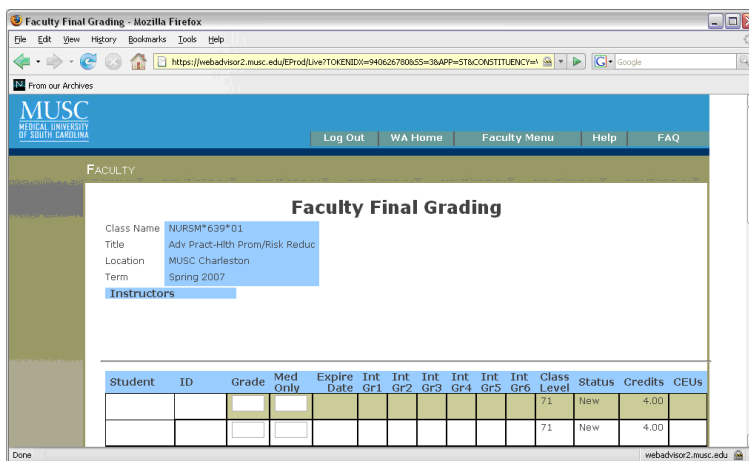 Faculty Final Grading - Mozilla Firefox
File Edit View History Bookmarks Tools Help
https://webadvisor2.musc.edu/EProd/Live?TOKENIDX=940626780&SS=3&APP=ST&CONSTITUENCY= Google
From our Archives
MUSC
MEDICAL UNIVERSITY
OF SOUTH CAROLINA
Log Out WA Home Faculty Menu Help FAQ
FACULTY
Faculty Final Grading
Class Name NURSM*639*01
Title Adv Pract-Hlth Prom/Risk Reduc
Location MUSC Charleston
Term Spring 2007
Instructors
Student ID Grade Med Only Expire Date Int Gr1 Int Gr2 Int Gr3 Int Gr4 Int Gr5 Int Gr6 Class Level Status Credits CEUs
71 New 4.00
71 New 4.00
Done webadvisor2.musc.edu